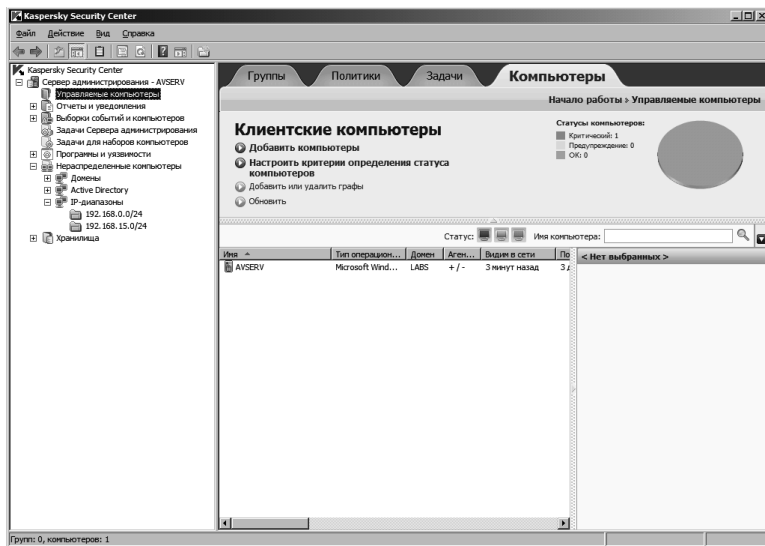 Kaspersky Security Center
Файл Действие Вид Справка
Kaspersky Security Center
Сервер администрирования - AVSERV
Управляемые компьютеры
Отчеты и уведомления
Выборки событий и компьютеров
Задачи Сервера администрирования
Задачи для наборов компьютеров
Программы и уязвимости
Нераспределенные компьютеры
Домены
Active Directory
IP-диапазоны
192.168.0.0/24
192.168.15.0/24
Хранилища
Группы Политики Задачи Компьютеры
Начало работы › Управляемые компьютеры
Клиентские компьютеры
Добавить компьютеры
Настроить критерии определения статуса
компьютеров
Добавить или удалить графы
Обновить
Статусы компьютеров:
Критический: 1
Предупреждение: 0
OK: 0
Статус: Имя компьютера:
Имя Тип операцион... Домен Аген... Видим в сети По
AVSERV Microsoft Wind... LABS + / - 3 минут назад 3 д
< Нет выбранных >
Групп: 0, компьютеров: 1